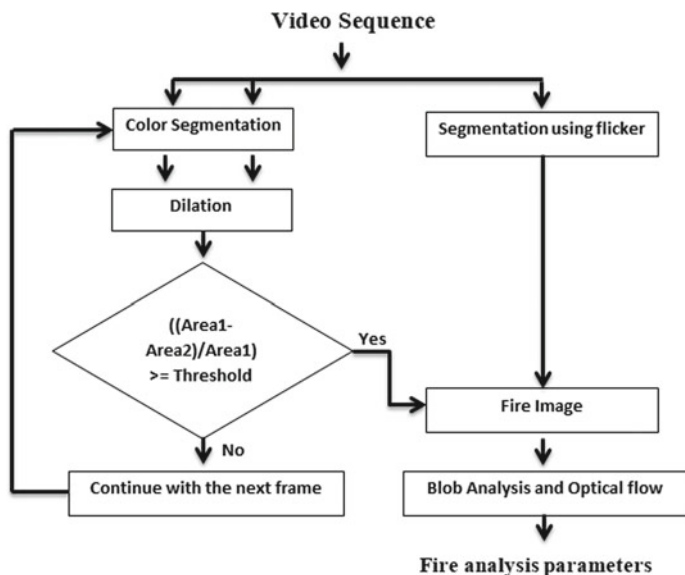 Video Sequence
Color Segmentation
Segmentation using flicker
Dilation
((Area1-
Area2)/Area1)
>= Threshold
Yes
Fire Image
No
Continue with the next frame
Blob Analysis and Optical flow
Fire analysis parameters